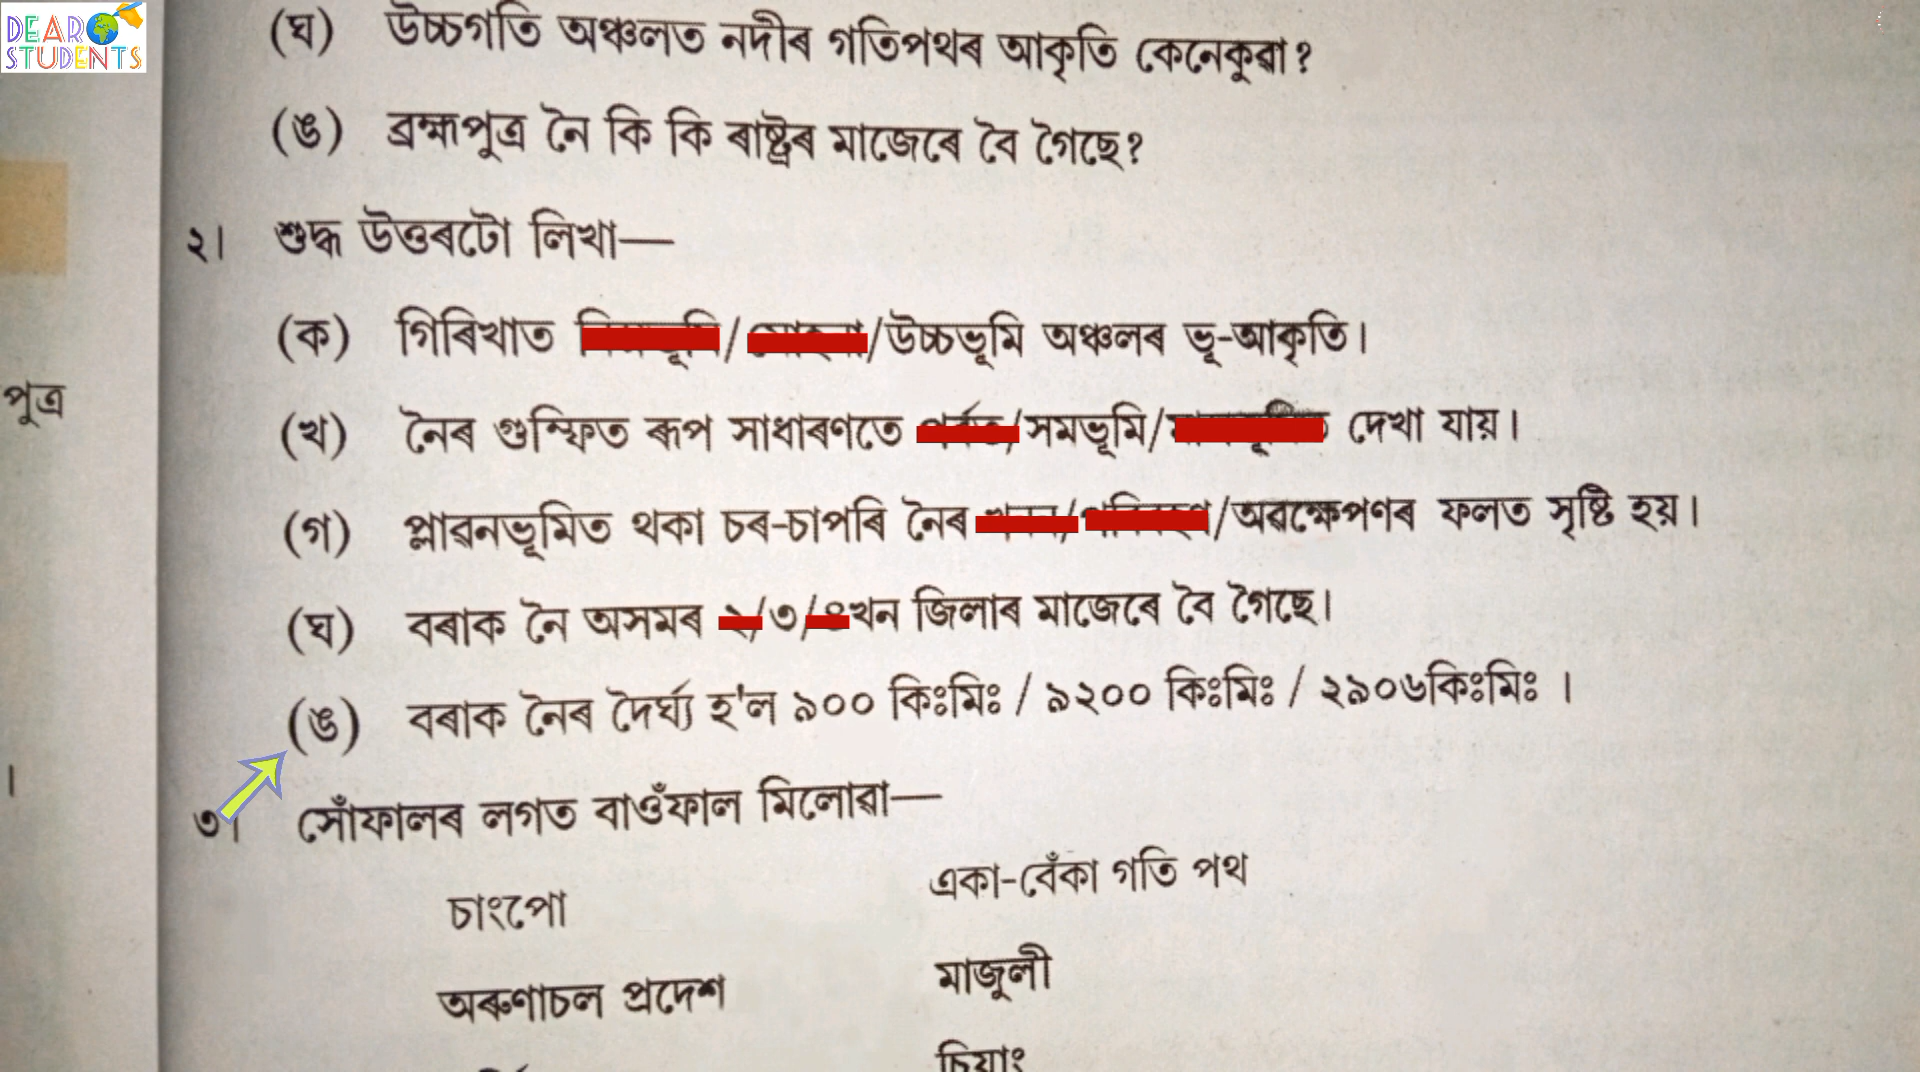 DEAR
STUDENTS
(ঘ) উচ্চগতি অঞ্চলত নদীৰ গতিপথৰ আকৃতি কেনেকুৱা?
(ঙ) ব্ৰহ্মপুত্ৰ নৈ কি কি ৰাষ্ট্ৰৰ মাজেৰে বৈ গৈছে?
২। শুদ্ধ উত্তৰটো লিখা—
(ক) গিৰিখাত / /উচ্চভূমি অঞ্চলৰ ভূ-আকৃতি।
পুত্ৰ
(খ) নৈৰ গুম্ফিত ৰূপ সাধাৰণতে /সমভূমি/ দেখা যায়।
(গ) প্লাৱনভূমিত থকা চৰ-চাপৰি নৈৰ / /অৱক্ষেপণৰ ফলত সৃষ্টি হয়।
(ঘ) বৰাক নৈ অসমৰ /৩/ খন জিলাৰ মাজেৰে বৈ গৈছে।
(ঙ) বৰাক নৈৰ দৈৰ্ঘ্য হ'ল ৯০০ কিঃমিঃ / ৯২০০ কিঃমিঃ / ২৯০৬কিঃমিঃ ।
।
৩। সোঁফালৰ লগত বাওঁফাল মিলোৱা—
চাংপো একা-বেঁকা গতি পথ
অৰুণাচল প্ৰদেশ মাজুলী
চিয়াং